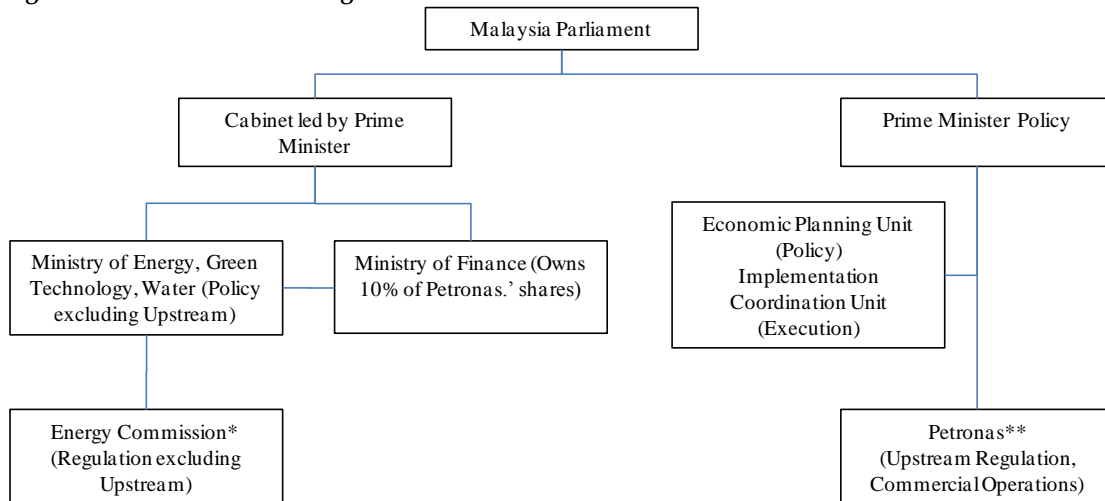 Malaysia Parliament
Cabinet led by Prime
Minister
Prime Minister Policy
Economic Planning Unit
(Policy)
Implementation
Coordination Unit
(Execution)
Ministry of Energy, Green
Technology, Water (Policy
excluding Upstream)
Ministry of Finance (Owns
10% of Petronas.’ shares)
Energy Commission*
(Regulation excluding
Upstream)
Petronas**
(Upstream Regulation,
Commercial Operations)